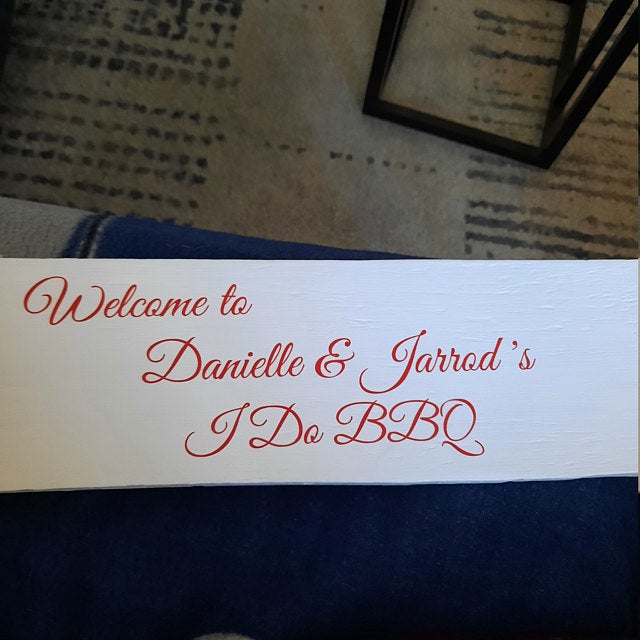 Welcome to
Danielle & Jarrod's
I Do BBQ